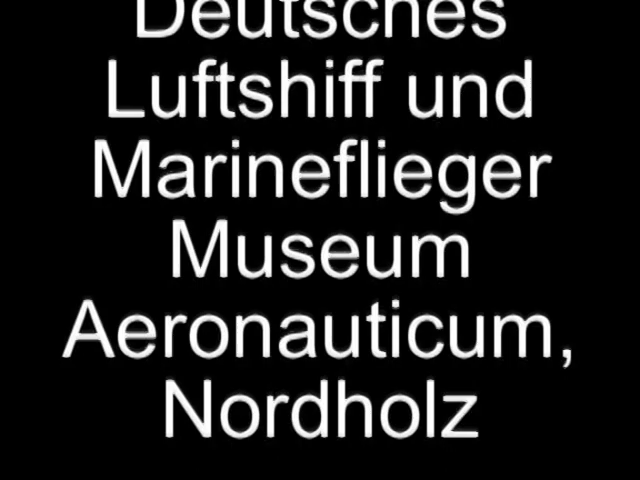 Deutsches
Luftshiff und
Marineflieger
Museum
Aeronauticum,
Nordholz